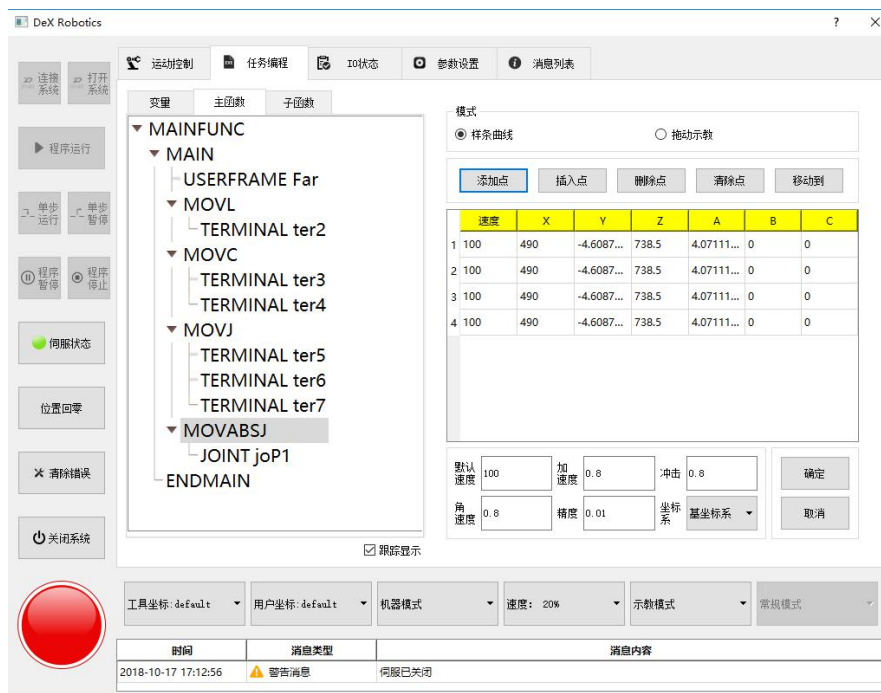 DeX Robotics
运动控制 任务编程 IO状态 参数设置 消息列表
连接系统 打开系统
程序运行
单步运行 单步暂停
程序暂停 程序停止
伺服状态
位置回零
清除错误
关闭系统
变量 主函数 子函数
MAINFUNC
MAIN
USERFRAME Far
MOVL
TERMINAL ter2
MOVC
TERMINAL ter3
TERMINAL ter4
MOVJ
TERMINAL ter5
TERMINAL ter6
TERMINAL ter7
MOVABSJ
JOINT joP1
ENDMAIN
跟踪显示
模式
样条曲线 拖动示教
添加点 插入点 删除点 清除点 移动到
速度 X Y Z A B C
1 100 490 -4.6087... 738.5 4.07111... 0 0
2 100 490 -4.6087... 738.5 4.07111... 0 0
3 100 490 -4.6087... 738.5 4.07111... 0 0
4 100 490 -4.6087... 738.5 4.07111... 0 0
默认速度 100 加速度 0.8 冲击 0.8 确定
角速度 0.8 精度 0.01 坐标系 基坐标系 取消
工具坐标:default 用户坐标:default 机器模式 速度: 20% 示教模式 常规模式
时间 消息类型 消息内容
2018-10-17 17:12:56 警告消息 伺服已关闭